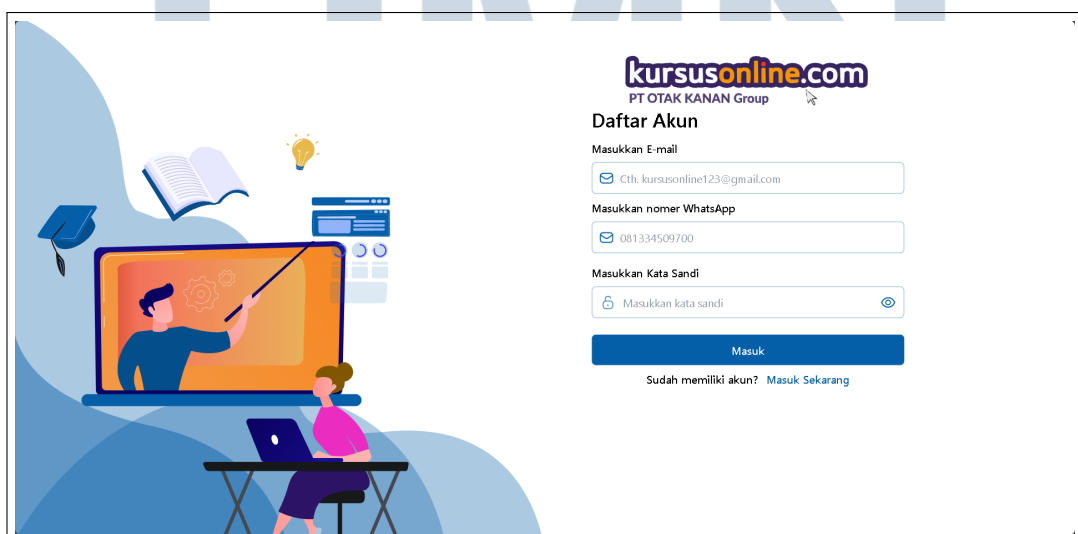 kursusonline.com
PT OTAK KANAN Group
Daftar Akun
Masukkan E-mail
Cth. kursusonline123@gmail.com
Masukkan nomer WhatsApp
081334509700
Masukkan Kata Sandi
Masukkan kata sandi
Masuk
Sudah memiliki akun? Masuk Sekarang